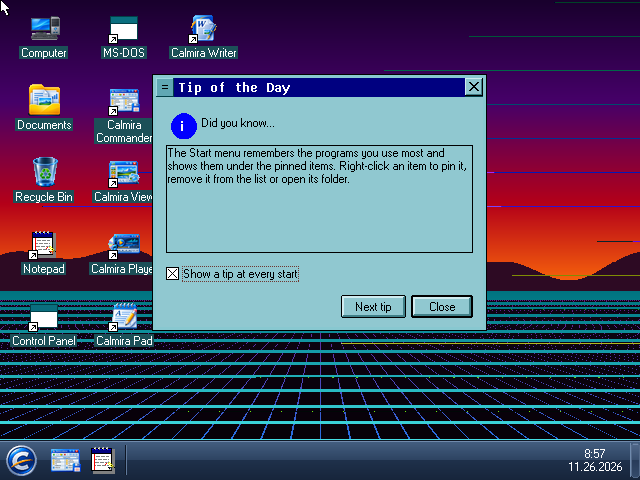 Computer
MS-DOS
Calmira Writer
Documents
Calmira
Commander
Recycle Bin
Calmira View
Notepad
Calmira Playe
Control Panel
Calmira Pad
Tip of the Day
Did you know...
The Start menu remembers the programs you use most and
shows them under the pinned items. Right-click an item to pin it,
remove it from the list or open its folder.
Show a tip at every start
Next tip
Close
8:57
11.26.2026